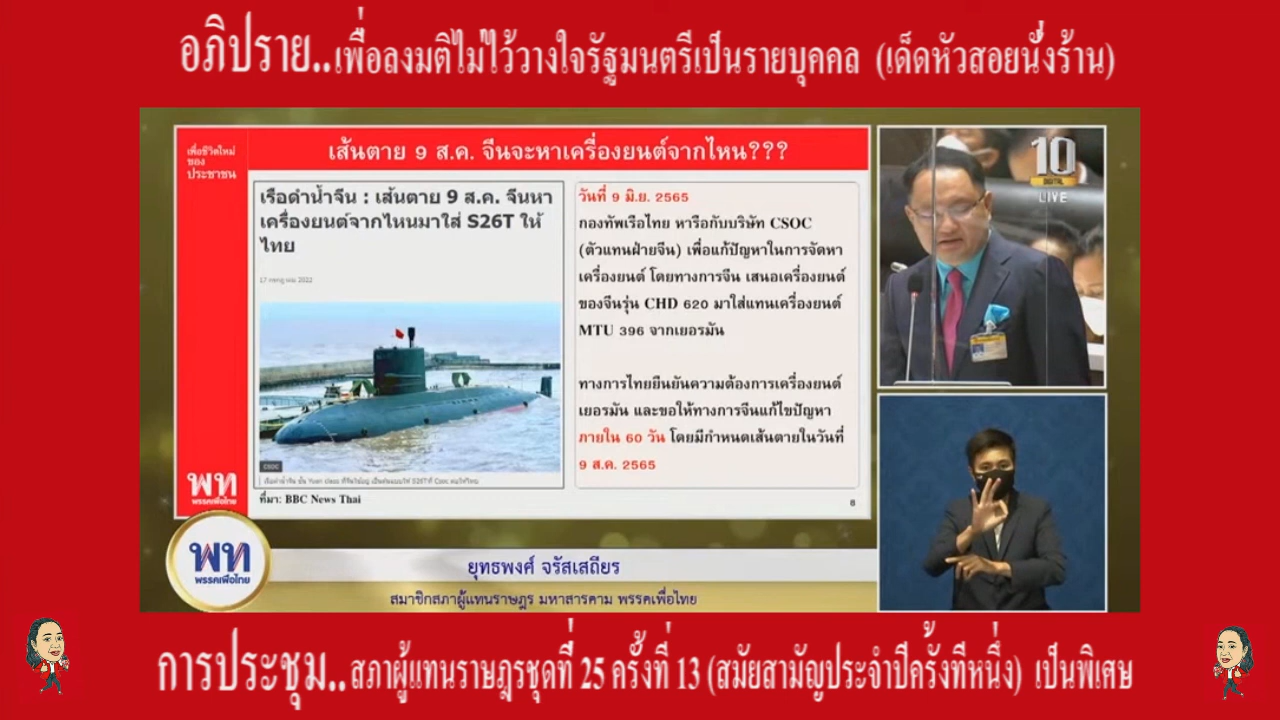 อภิปราย..เพื่อลงมติไม่ไว้วางใจรัฐมนตรีเป็นรายบุคคล (เด็ดหัวสอยนั่งร้าน)
เพื่อชีวิตใหม่
ของ
ประชาชน
เส้นตาย 9 ส.ค. จีนจะหาเครื่องยนต์จากไหน???
เรือดำน้ำจีน : เส้นตาย 9 ส.ค. จีนหา
เครื่องยนต์จากไหนมาใส่ S26T ให้
ไทย
17 กรกฎาคม 2022
CSOC
ที่มา: BBC News Thai
วันที่ 9 มิ.ย. 2565
กองทัพเรือไทย หารือกับบริษัท CSOC
(ตัวแทนฝ่ายจีน) เพื่อแก้ปัญหาในการจัดหา
เครื่องยนต์ โดยทางการจีน เสนอเครื่องยนต์
ของจีนรุ่น CHD 620 มาใส่แทนเครื่องยนต์
MTU 396 จากเยอรมัน
ทางการไทยยืนยันความต้องการเครื่องยนต์
เยอรมัน และขอให้ทางการจีนแก้ไขปัญหา
ภายใน 60 วัน โดยมีกำหนดเส้นตายในวันที่
9 ส.ค. 2565
พท
พรรคเพื่อไทย
10
DIGITAL
LIVE
พท
พรรคเพื่อไทย
ยุทธพงศ์ จรัสเสถียร
สมาชิกสภาผู้แทนราษฎร มหาสารคาม พรรคเพื่อไทย
การประชุม..สภาผู้แทนราษฎรชุดที่ 25 ครั้งที่ 13 (สมัยสามัญประจำปีครั้งที่หนึ่ง) เป็นพิเศษ